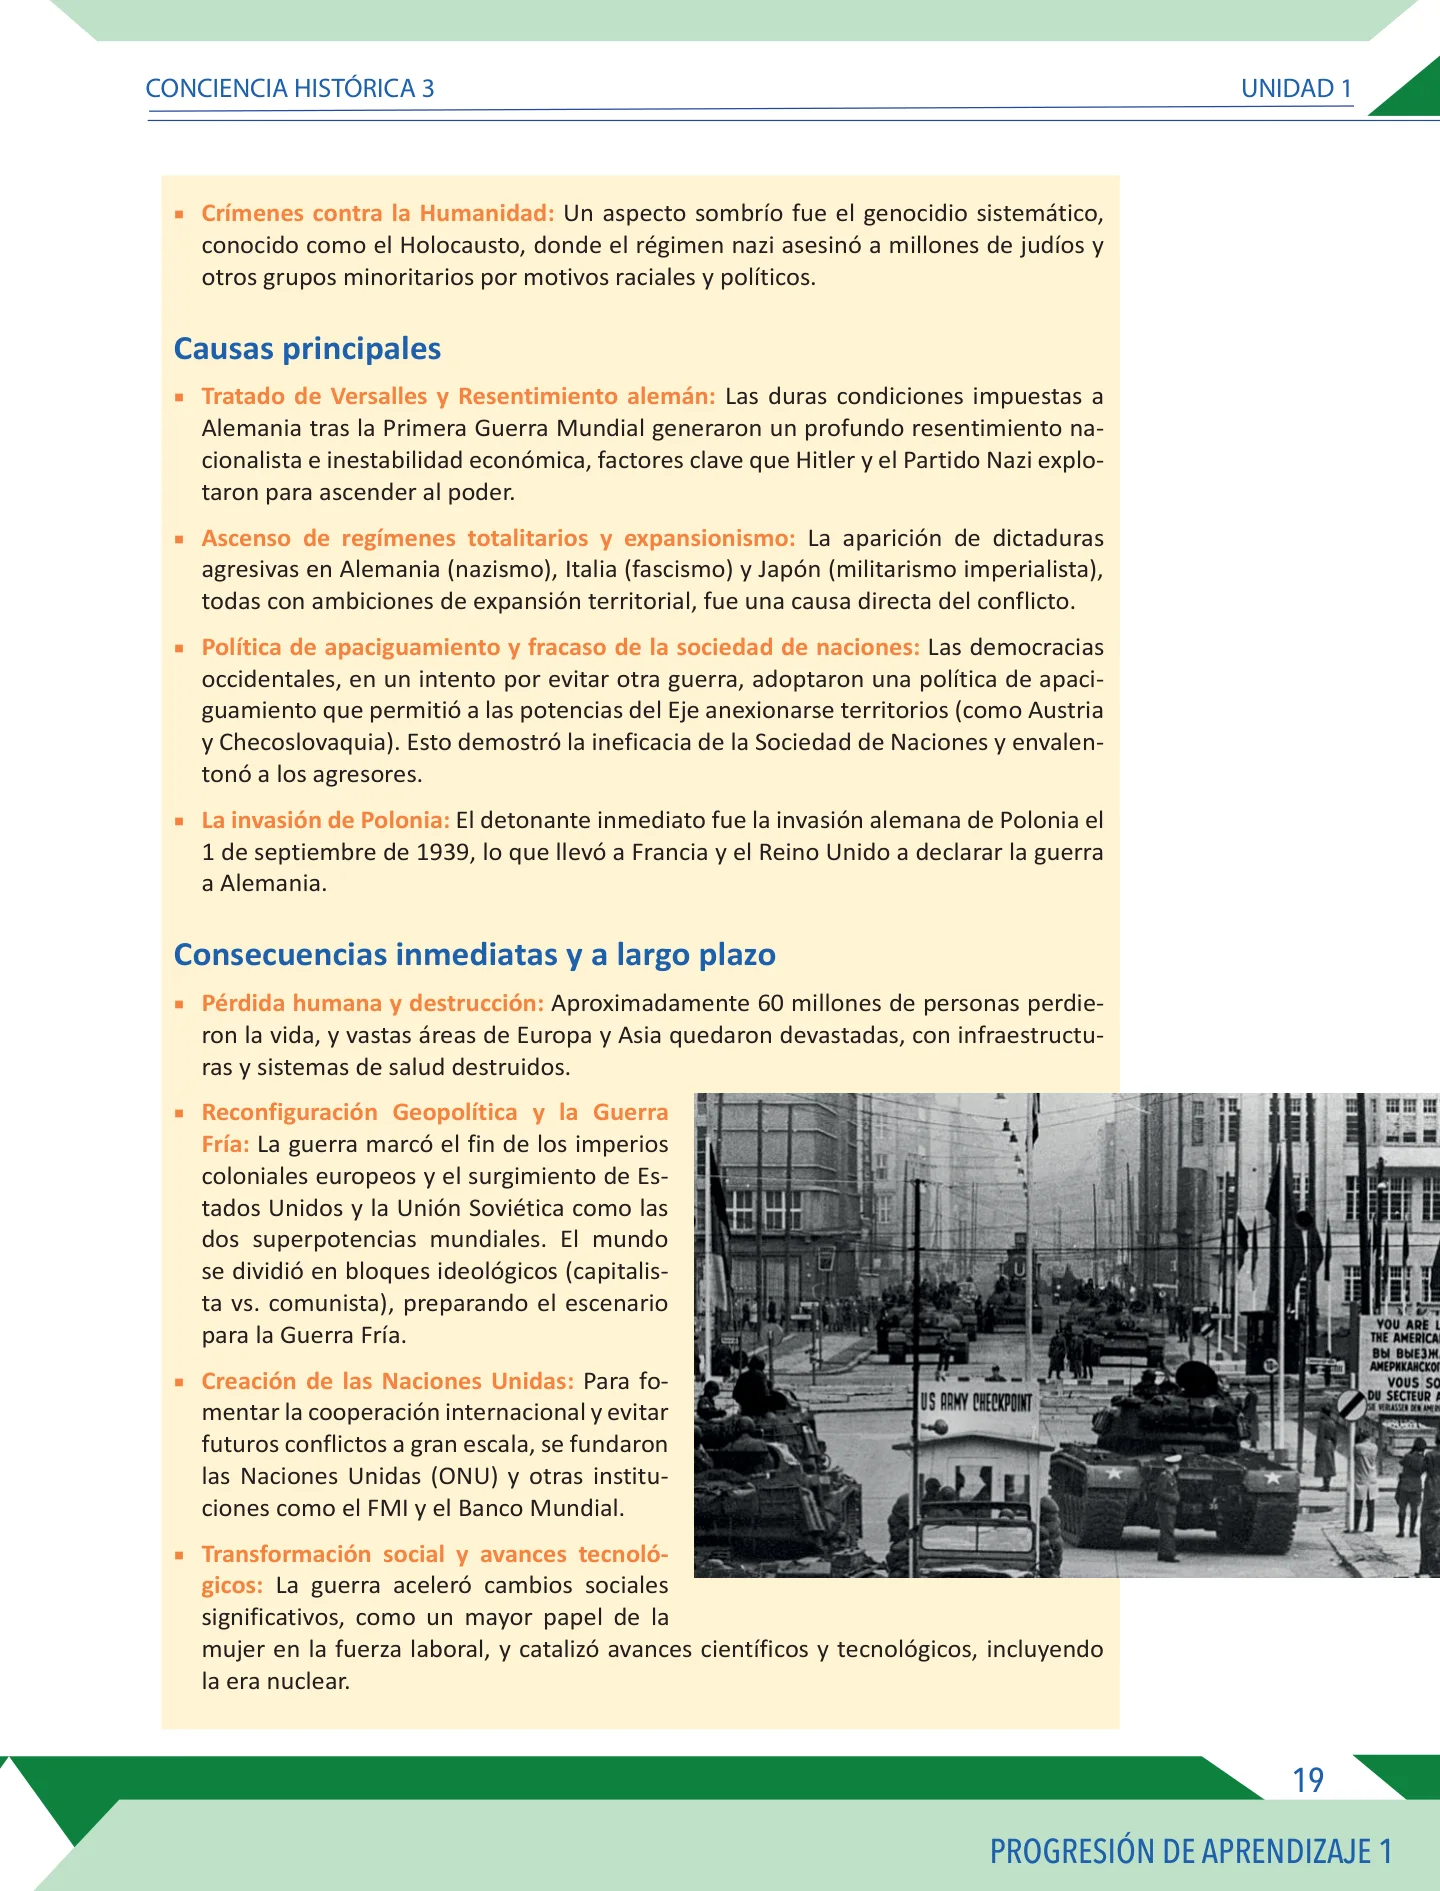 CONCIENCIA HISTÓRICA 3
UNIDAD 1
▪ Crímenes contra la Humanidad: Un aspecto sombrío fue el genocidio sistemático,
conocido como el Holocausto, donde el régimen nazi asesinó a millones de judíos y
otros grupos minoritarios por motivos raciales y políticos.
Causas principales
▪ Tratado de Versalles y Resentimiento alemán: Las duras condiciones impuestas a
Alemania tras la Primera Guerra Mundial generaron un profundo resentimiento na-
cionalista e inestabilidad económica, factores clave que Hitler y el Partido Nazi explo-
taron para ascender al poder.
▪ Ascenso de regímenes totalitarios y expansionismo: La aparición de dictaduras
agresivas en Alemania (nazismo), Italia (fascismo) y Japón (militarismo imperialista),
todas con ambiciones de expansión territorial, fue una causa directa del conflicto.
▪ Política de apaciguamiento y fracaso de la sociedad de naciones: Las democracias
occidentales, en un intento por evitar otra guerra, adoptaron una política de apaci-
guamiento que permitió a las potencias del Eje anexionarse territorios (como Austria
y Checoslovaquia). Esto demostró la ineficacia de la Sociedad de Naciones y envalen-
tonó a los agresores.
▪ La invasión de Polonia: El detonante inmediato fue la invasión alemana de Polonia el
1 de septiembre de 1939, lo que llevó a Francia y el Reino Unido a declarar la guerra
a Alemania.
Consecuencias inmediatas y a largo plazo
▪ Pérdida humana y destrucción: Aproximadamente 60 millones de personas perdie-
ron la vida, y vastas áreas de Europa y Asia quedaron devastadas, con infraestructu-
ras y sistemas de salud destruidos.
▪ Reconfiguración Geopolítica y la Guerra
Fría: La guerra marcó el fin de los imperios
coloniales europeos y el surgimiento de Es-
tados Unidos y la Unión Soviética como las
dos superpotencias mundiales. El mundo
se dividió en bloques ideológicos (capitalis-
ta vs. comunista), preparando el escenario
para la Guerra Fría.
▪ Creación de las Naciones Unidas: Para fo-
mentar la cooperación internacional y evitar
futuros conflictos a gran escala, se fundaron
las Naciones Unidas (ONU) y otras institu-
ciones como el FMI y el Banco Mundial.
▪ Transformación social y avances tecnoló-
gicos: La guerra aceleró cambios sociales
significativos, como un mayor papel de la
mujer en la fuerza laboral, y catalizó avances científicos y tecnológicos, incluyendo
la era nuclear.
US ARMY CHECKPOINT
YOU ARE
THE AMERICA
ВЫ ВЫЕЗЖ
АМЕРИКАНСКОГ
VOUS SO
DU SECTEUR A
19
PROGRESIÓN DE APRENDIZAJE 1